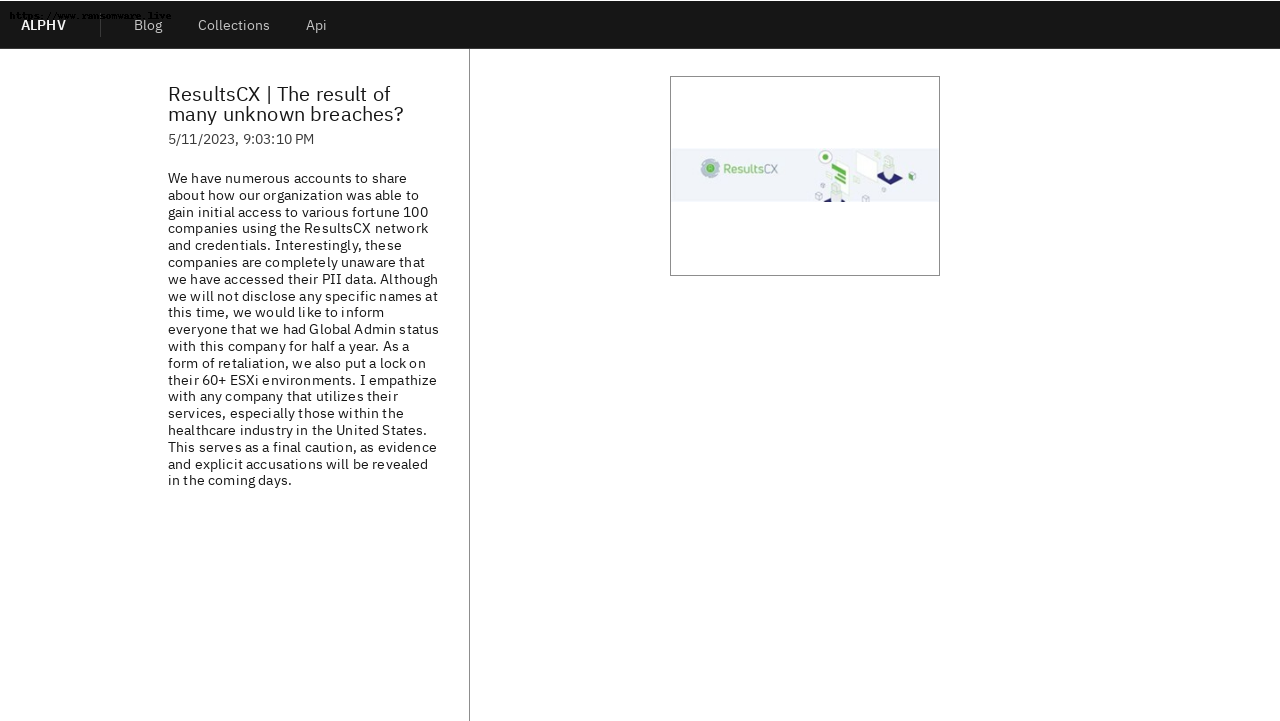 https://www.ransomware.live
ALPHV
Blog
Collections
Api
ResultsCX | The result of
many unknown breaches?
5/11/2023, 9:03:10 PM
We have numerous accounts to share
about how our organization was able to
gain initial access to various fortune 100
companies using the ResultsCX network
and credentials. Interestingly, these
companies are completely unaware that
we have accessed their PII data. Although
we will not disclose any specific names at
this time, we would like to inform
everyone that we had Global Admin status
with this company for half a year. As a
form of retaliation, we also put a lock on
their 60+ ESXi environments. I empathize
with any company that utilizes their
services, especially those within the
healthcare industry in the United States.
This serves as a final caution, as evidence
and explicit accusations will be revealed
in the coming days.
ResultsCX